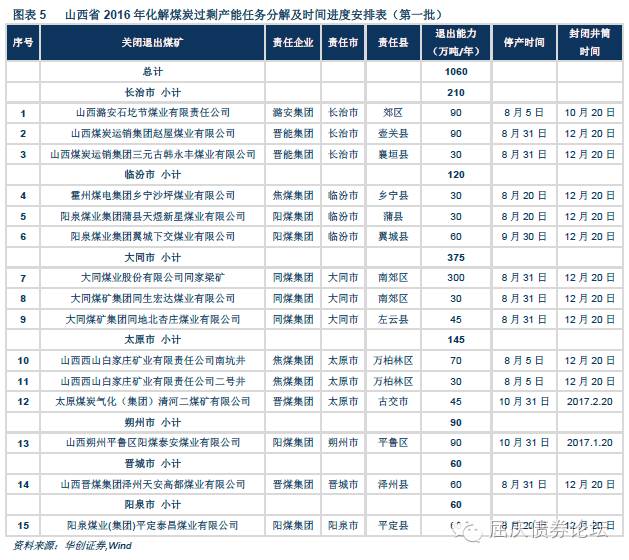 图表 5 山西省 2016 年化解煤炭过剩产能任务分解及时间进度安排表（第一批）
序号 关闭退出煤矿 责任企业 责任市 责任县 退出能力（万吨/年） 停产时间 封闭井筒时间
总计 1060
长治市 小计 210
1 山西潞安石圪节煤业有限责任公司 潞安集团 长治市 郊区 90 8 月 5 日 10 月 20 日
2 山西煤炭运销集团赵屋煤业有限公司 晋能集团 长治市 壶关县 90 8 月 31 日 12 月 20 日
3 山西煤炭运销集团三元古韩永丰煤业有限公司 晋能集团 长治市 襄垣县 30 8 月 31 日 12 月 20 日
临汾市 小计 120
4 霍州煤电集团乡宁沙坪煤业有限公司 焦煤集团 临汾市 乡宁县 30 8 月 20 日 12 月 20 日
5 阳泉煤业集团蒲县天煜新星煤业有限公司 阳煤集团 临汾市 蒲县 30 8 月 20 日 12 月 20 日
6 阳泉煤业集团翼城下交煤业有限公司 阳煤集团 临汾市 翼城县 60 9 月 30 日 12 月 20 日
大同市 小计 375
7 大同煤业股份有限公司同家梁矿 同煤集团 大同市 南郊区 300 8 月 31 日 12 月 20 日
8 大同煤矿集团同生宏达煤业有限公司 同煤集团 大同市 南郊区 30 8 月 31 日 12 月 20 日
9 大同煤矿集团同地北杏庄煤业有限公司 同煤集团 大同市 左云县 45 8 月 31 日 12 月 20 日
太原市 小计 145
10 山西西山白家庄矿业有限责任公司南坑井 焦煤集团 太原市 万柏林区 70 8 月 5 日 12 月 20 日
11 山西西山白家庄矿业有限责任公司二号井 焦煤集团 太原市 万柏林区 30 8 月 5 日 12 月 20 日
12 太原煤炭气化（集团）清河二煤矿有限公司 晋煤集团 太原市 古交市 45 10 月 31 日 2017.2.20
朔州市 小计 90
13 山西朔州平鲁区阳煤泰安煤业有限公司 阳煤集团 朔州市 平鲁区 90 10 月 31 日 2017.1.20
晋城市 小计 60
14 山西晋煤集团泽州天安高都煤业有限公司 晋煤集团 晋城市 泽州县 60 8 月 31 日 12 月 20 日
阳泉市 小计 60
15 阳泉煤业(集团)平定泰昌煤业有限公司 阳煤集团 阳泉市 平定县 8 月 20 日 12 月 20 日
资料来源：华创证券,Wind
屈庆债券论坛